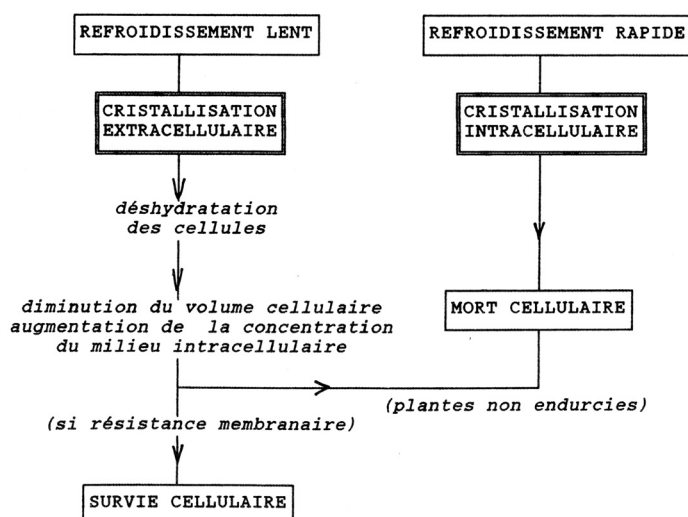 REFROIDISSEMENT LENT
REFROIDISSEMENT RAPIDE
CRISTALLISATION
EXTRACELLULAIRE
CRISTALLISATION
INTRACELLULAIRE
déshydratation
des cellules
diminution du volume cellulaire
augmentation de la concentration
du milieu intracellulaire
MORT CELLULAIRE
(plantes non endurcies)
(si résistance membranaire)
SURVIE CELLULAIRE